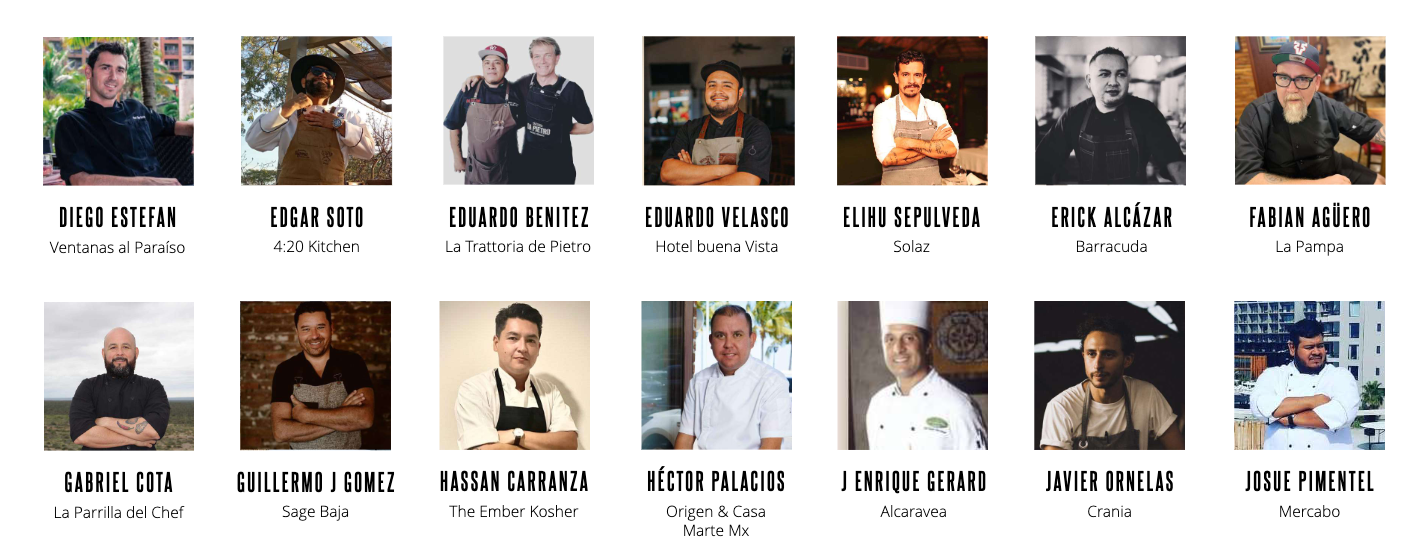 DIEGO ESTEFAN
Ventanas al Paraíso
EDGAR SOTO
4:20 Kitchen
EDUARDO BENITEZ
La Trattoria de Pietro
EDUARDO VELASCO
Hotel buena Vista
ELIHU SEPULVEDA
Solaz
ERICK ALCÁZAR
Barracuda
FABIAN AGÜERO
La Pampa
GABRIEL COTA
La Parrilla del Chef
GUILLERMO J GOMEZ
Sage Baja
HASSAN CARRANZA
The Ember Kosher
HÉCTOR PALACIOS
Origen & Casa
Marte Mx
J ENRIQUE GERARD
Alcaravea
JAVIER ORNELAS
Crania
JOSUE PIMENTEL
Mercabo